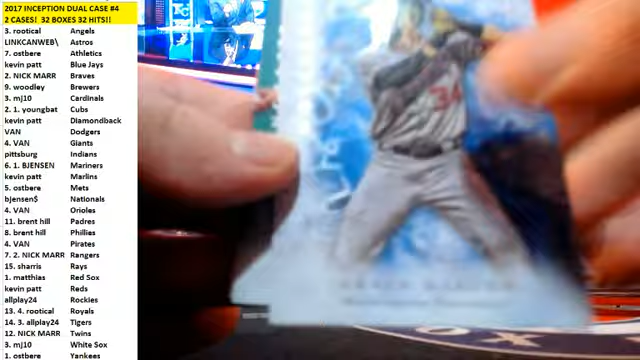 2017 INCEPTION DUAL CASE #4
2 CASES! 32 BOXES 32 HITS!!
3. rootical Angels
LINKCANWEB\ Astros
7. ostbere Athletics
kevin patt Blue Jays
2. NICK MARR Braves
9. woodley Brewers
3. mJ10 Cardinals
2. 1. youngbat Cubs
kevin patt Diamondback
VAN Dodgers
4. VAN Giants
pittsburg Indians
6. 1. BJENSEN Mariners
kevin patt Marlins
5. ostbere Mets
bJensen$ Nationals
4. VAN Orioles
11. brent hill Padres
8. brent hill Phillies
4. VAN Pirates
7. 2. NICK MARR Rangers
15. sharris Rays
1. matthias Red Sox
kevin patt Reds
allplay24 Rockies
13. 4. rootical Royals
14. 3. allplay24 Tigers
12. NICK MARR Twins
3. mJ10 White Sox
1. ostbere Yankees
34